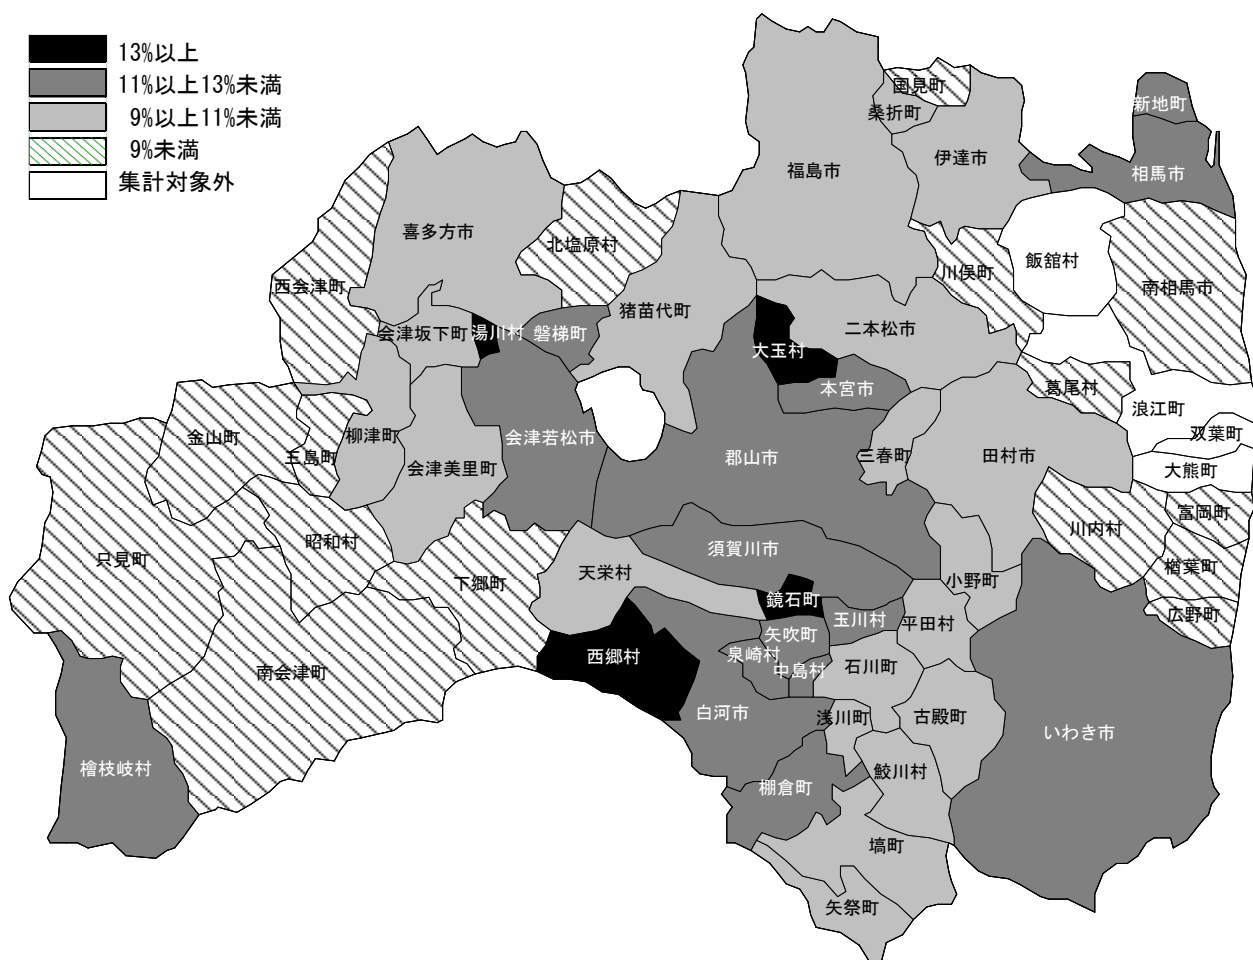 13%以上
11%以上13%未満
9%以上11%未満
9%未満
集計対象外
国見町
桑折町
新地町
伊達市
福島市
相馬市
喜多方市
北塩原村
飯舘村
川俣町
西会津町
南相馬市
猪苗代町
会津坂下町
湯川村
磐梯町
二本松市
大玉村
本宮市
葛尾村
浪江町
双葉町
金山町
三島町
柳津町
会津若松市
会津美里町
郡山市
三春町
田村市
大熊町
富岡町
川内村
昭和村
須賀川市
只見町
下郷町
天栄村
小野町
楢葉町
鏡石町
玉川村
平田村
広野町
矢吹町
泉崎村
中島村
西郷村
石川町
南会津町
白河市
浅川町
古殿町
いわき市
檜枝岐村
棚倉町
鮫川村
塙町
矢祭町